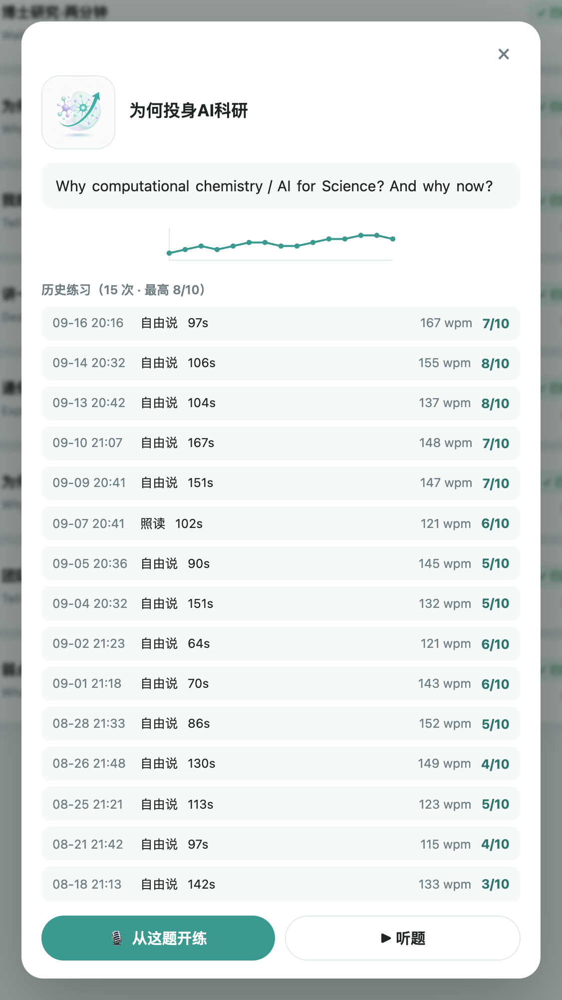 博士研究·两分钟
为何投身AI科研
Why computational chemistry / AI for Science? And why now?
历史练习（15 次 · 最高 8/10）
09-16 20:16 自由说 97s 167 wpm 7/10
09-14 20:32 自由说 106s 155 wpm 8/10
09-13 20:42 自由说 104s 137 wpm 8/10
09-10 21:07 自由说 167s 148 wpm 7/10
09-09 20:41 自由说 151s 147 wpm 7/10
09-07 20:41 照读 102s 121 wpm 6/10
09-05 20:36 自由说 90s 145 wpm 5/10
09-04 20:32 自由说 151s 132 wpm 5/10
09-02 21:23 自由说 64s 121 wpm 6/10
09-01 21:18 自由说 70s 143 wpm 6/10
08-28 21:33 自由说 86s 152 wpm 5/10
08-26 21:48 自由说 130s 149 wpm 4/10
08-25 21:21 自由说 113s 123 wpm 5/10
08-21 21:42 自由说 97s 115 wpm 4/10
08-18 21:13 自由说 142s 133 wpm 3/10
从这题开练
听题